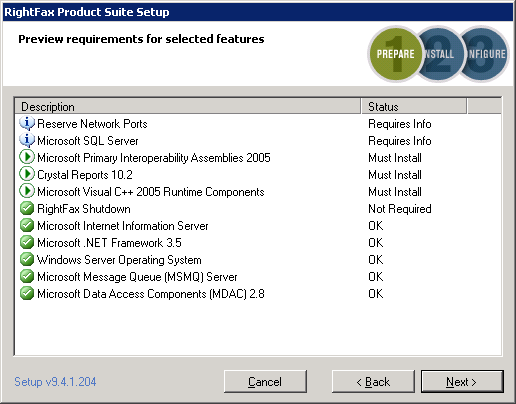 RightFax Product Suite Setup
Preview requirements for selected features
1 PREPARE 2 NSTALL 3 NFIGURE
Description Status
Reserve Network Ports Requires Info
Microsoft SQL Server Requires Info
Microsoft Primary Interoperability Assemblies 2005 Must Install
Crystal Reports 10.2 Must Install
Microsoft Visual C++ 2005 Runtime Components Must Install
RightFax Shutdown Not Required
Microsoft Internet Information Server OK
Microsoft .NET Framework 3.5 OK
Windows Server Operating System OK
Microsoft Message Queue (MSMQ) Server OK
Microsoft Data Access Components (MDAC) 2.8 OK
Setup v9.4.1.204 Cancel < Back Next >